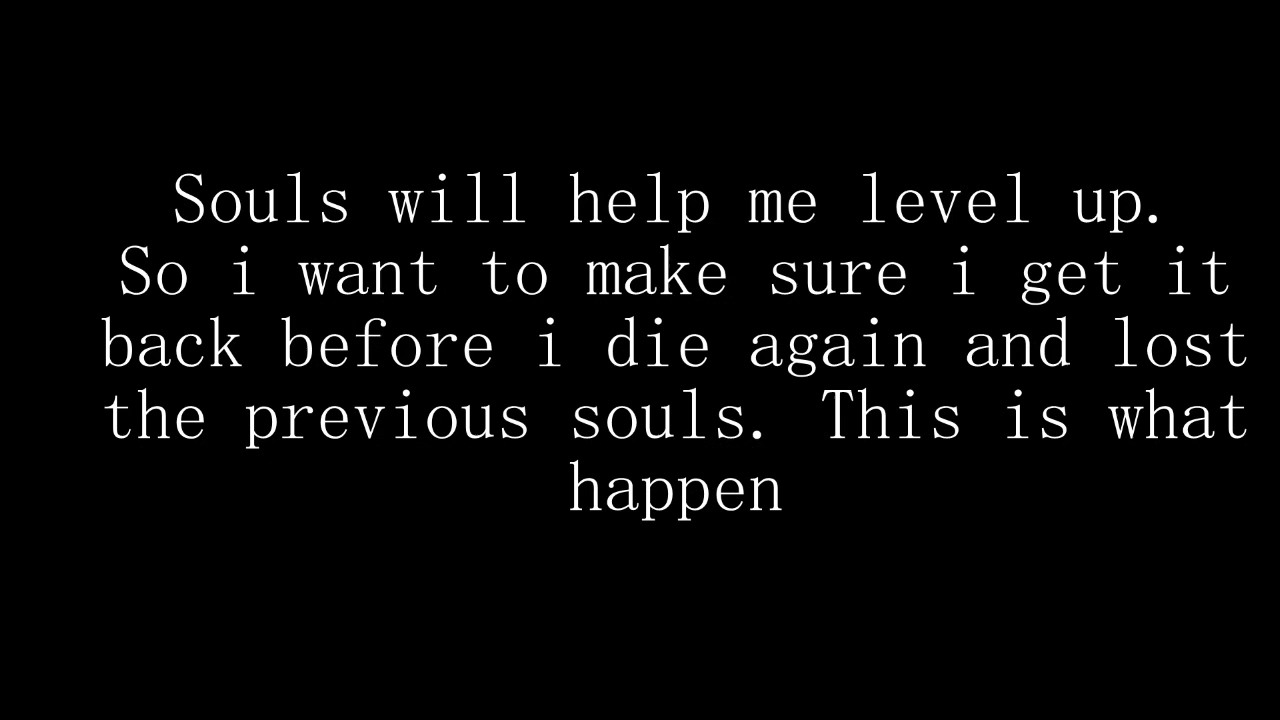 Souls will help me level up.
So i want to make sure i get it
back before i die again and lost
the previous souls. This is what
happen